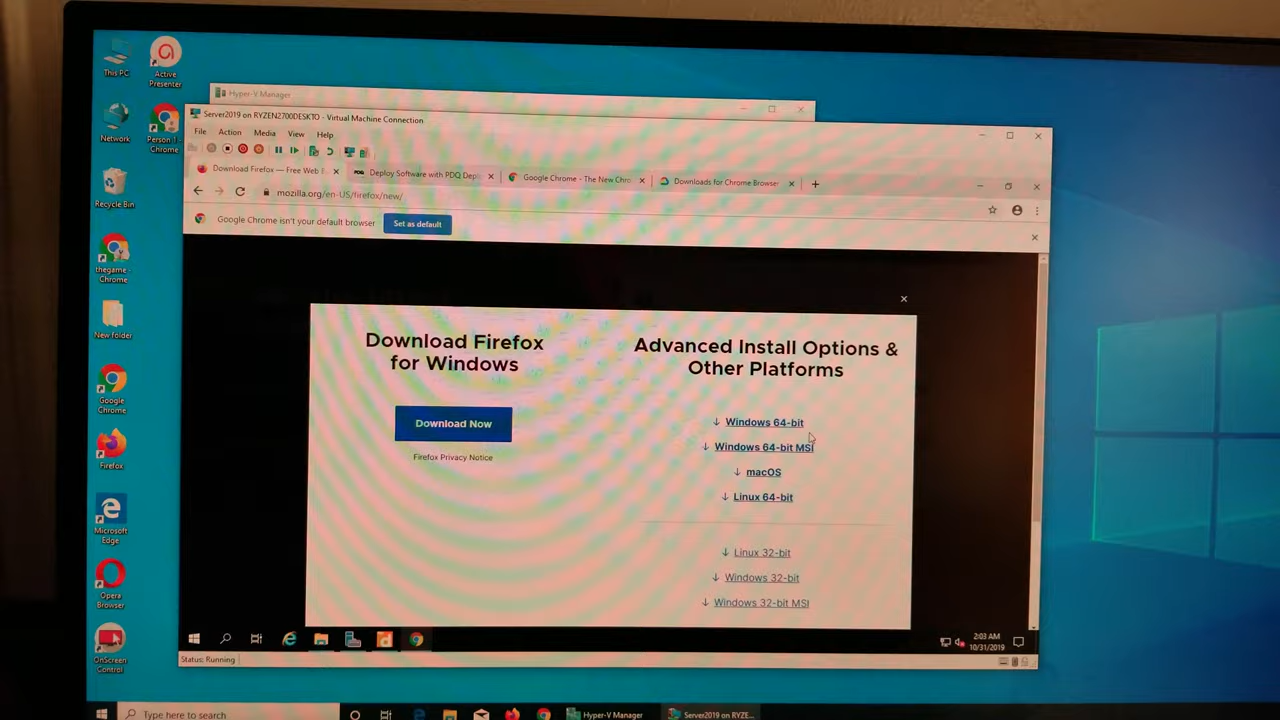 This PC
Active
Presenter
Network
Person 1 -
Chrome
Recycle Bin
thegame -
Chrome
New folder
Google
Chrome
Firefox
Microsoft
Edge
Opera
Browser
OnScreen
Control
Hyper-V Manager
Server2019 on RYZEN2700DESKTO - Virtual Machine Connection
File Action Media View Help
Download Firefox — Free Web
Deploy Software with PDQ Depl
Google Chrome - The New Chro
Downloads for Chrome Browser
mozilla.org/en-US/firefox/new/
Google Chrome isn't your default browser
Set as default
Download Firefox
for Windows
Download Now
Firefox Privacy Notice
Advanced Install Options &
Other Platforms
Windows 64-bit
Windows 64-bit MSI
macOS
Linux 64-bit
Linux 32-bit
Windows 32-bit
Windows 32-bit MSI
2:03 AM
10/31/2019
Status: Running
Type here to search
Hyper-V Manager
Server2019 on RYZE...